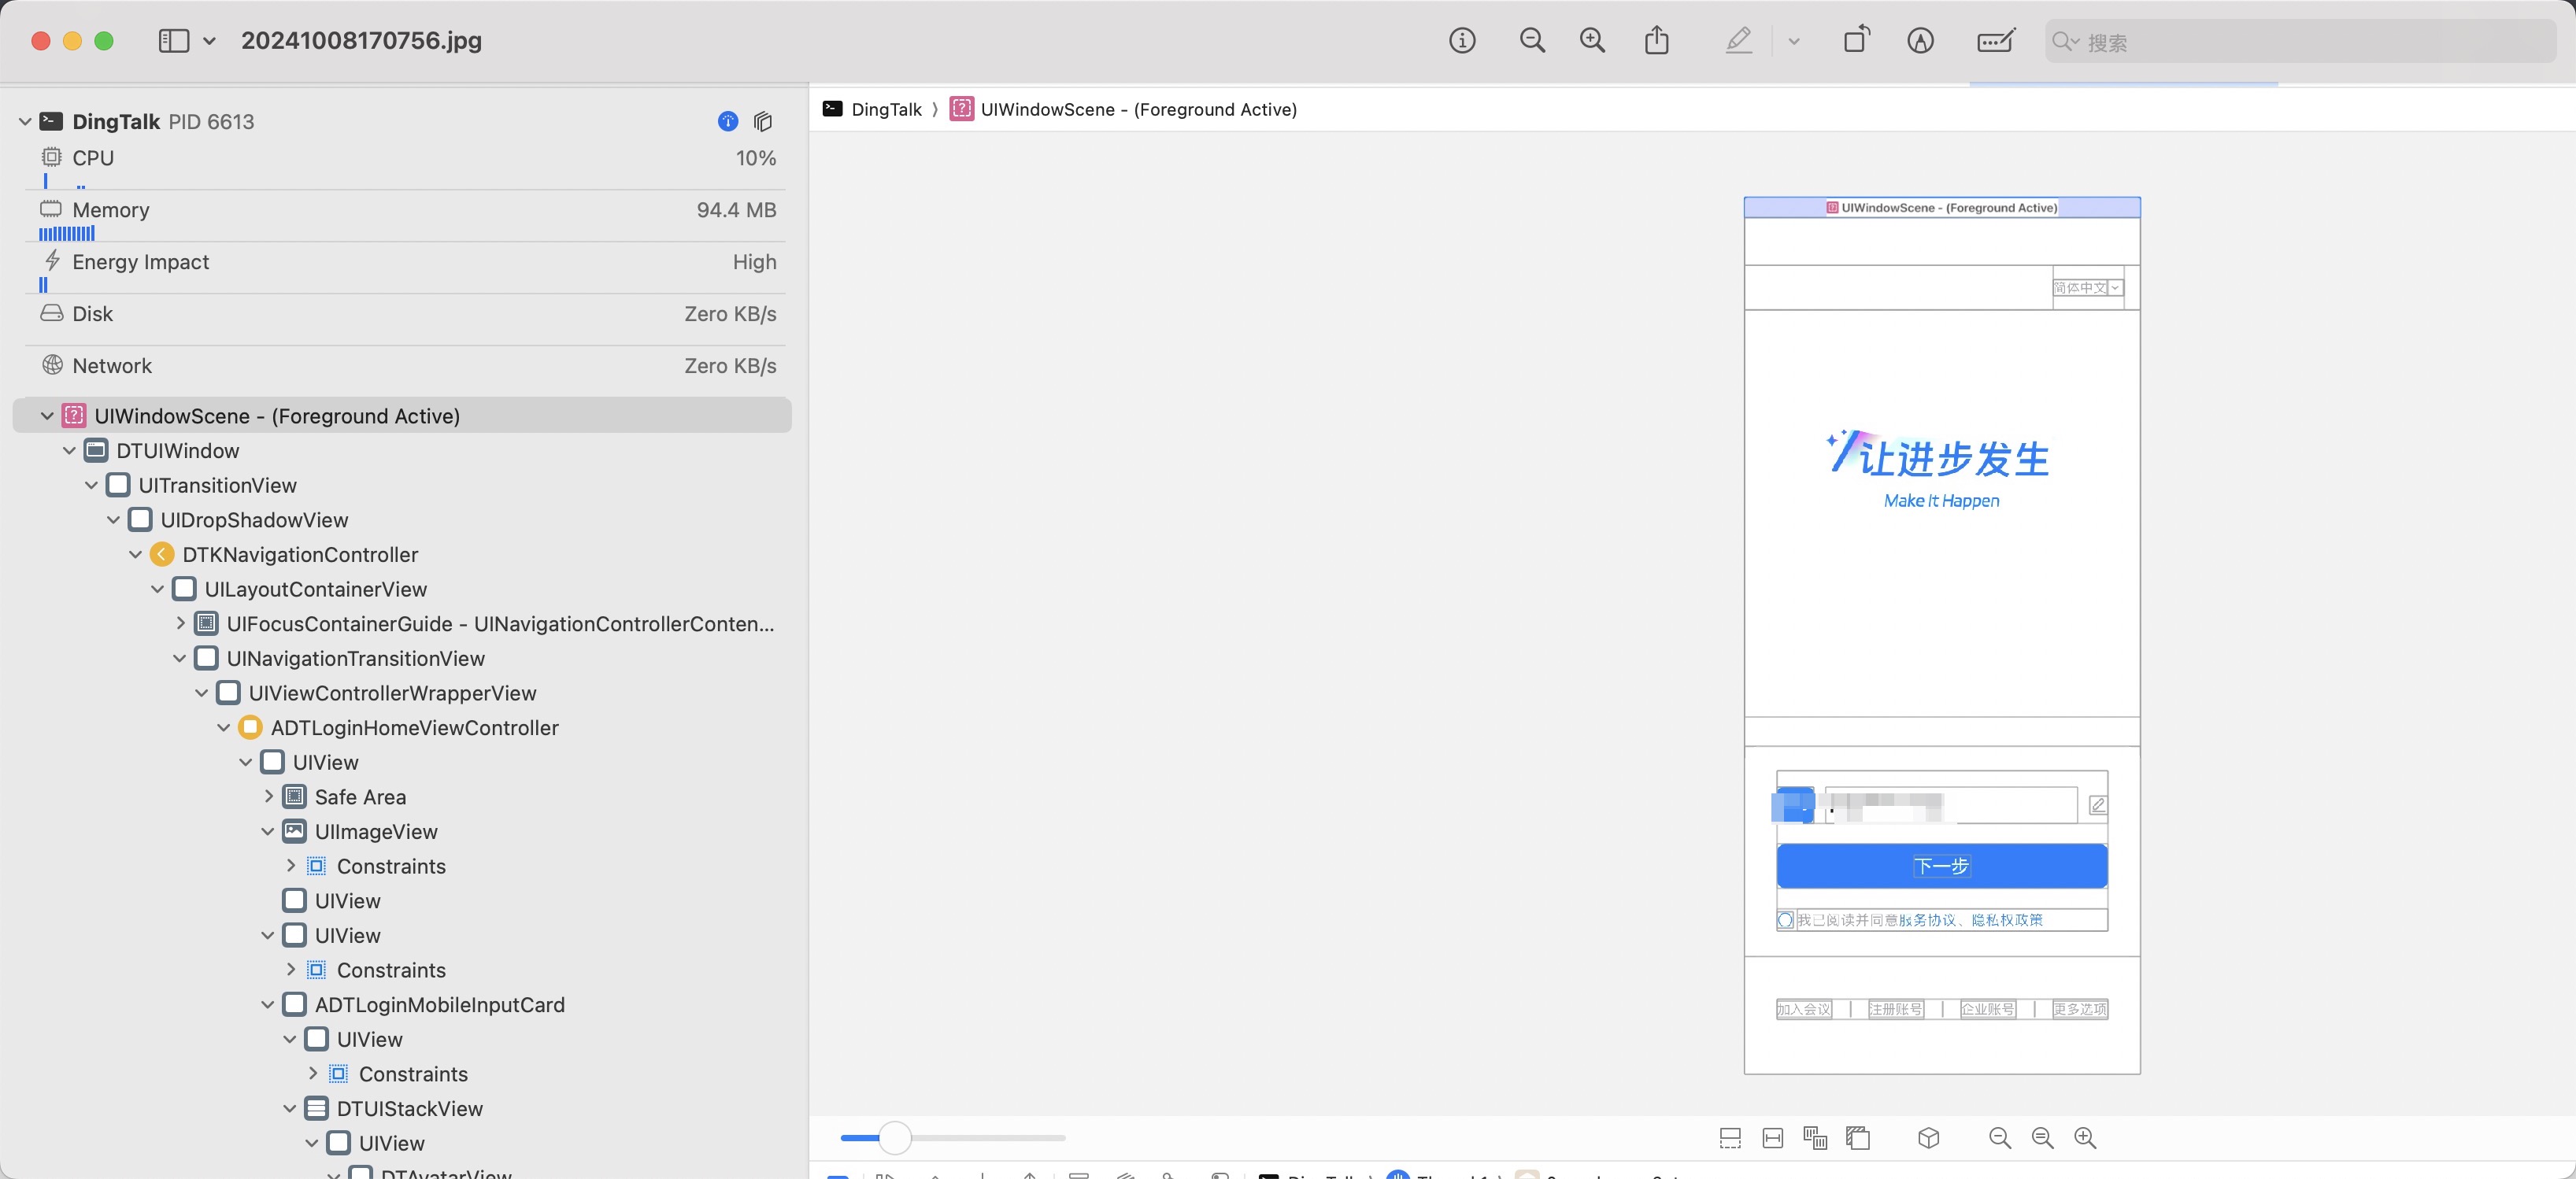 20241008170756.jpg
搜索
DingTalk PID 6613
CPU 10%
Memory 94.4 MB
Energy Impact High
Disk Zero KB/s
Network Zero KB/s
UIWindowScene - (Foreground Active)
DTUIWindow
UITransitionView
UIDropShadowView
DTKNavigationController
UILayoutContainerView
UIFocusContainerGuide - UINavigationControllerConten...
UINavigationTransitionView
UIViewControllerWrapperView
ADTLoginHomeViewController
UIView
Safe Area
UIImageView
Constraints
UIView
UIView
Constraints
ADTLoginMobileInputCard
UIView
Constraints
DTUIStackView
UIView
DTAvatarView
DingTalk 〉 UIWindowScene - (Foreground Active)
UIWindowScene - (Foreground Active)
简体中文
让进步发生
Make It Happen
下一步
我已阅读并同意服务协议、隐私权政策
加入会议 | 注册账号 | 企业账号 | 更多选项